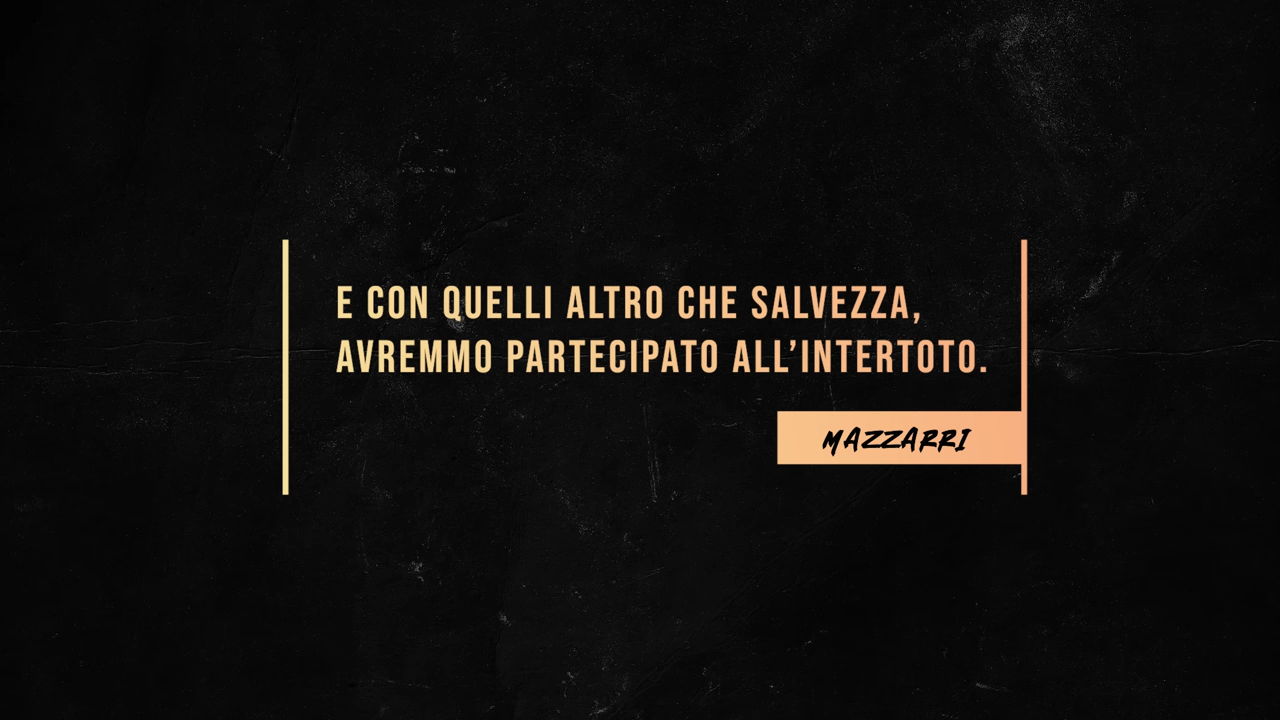 E CON QUELLI ALTRO CHE SALVEZZA,
AVREMMO PARTECIPATO ALL’INTERTOTO.
MAZZARRI